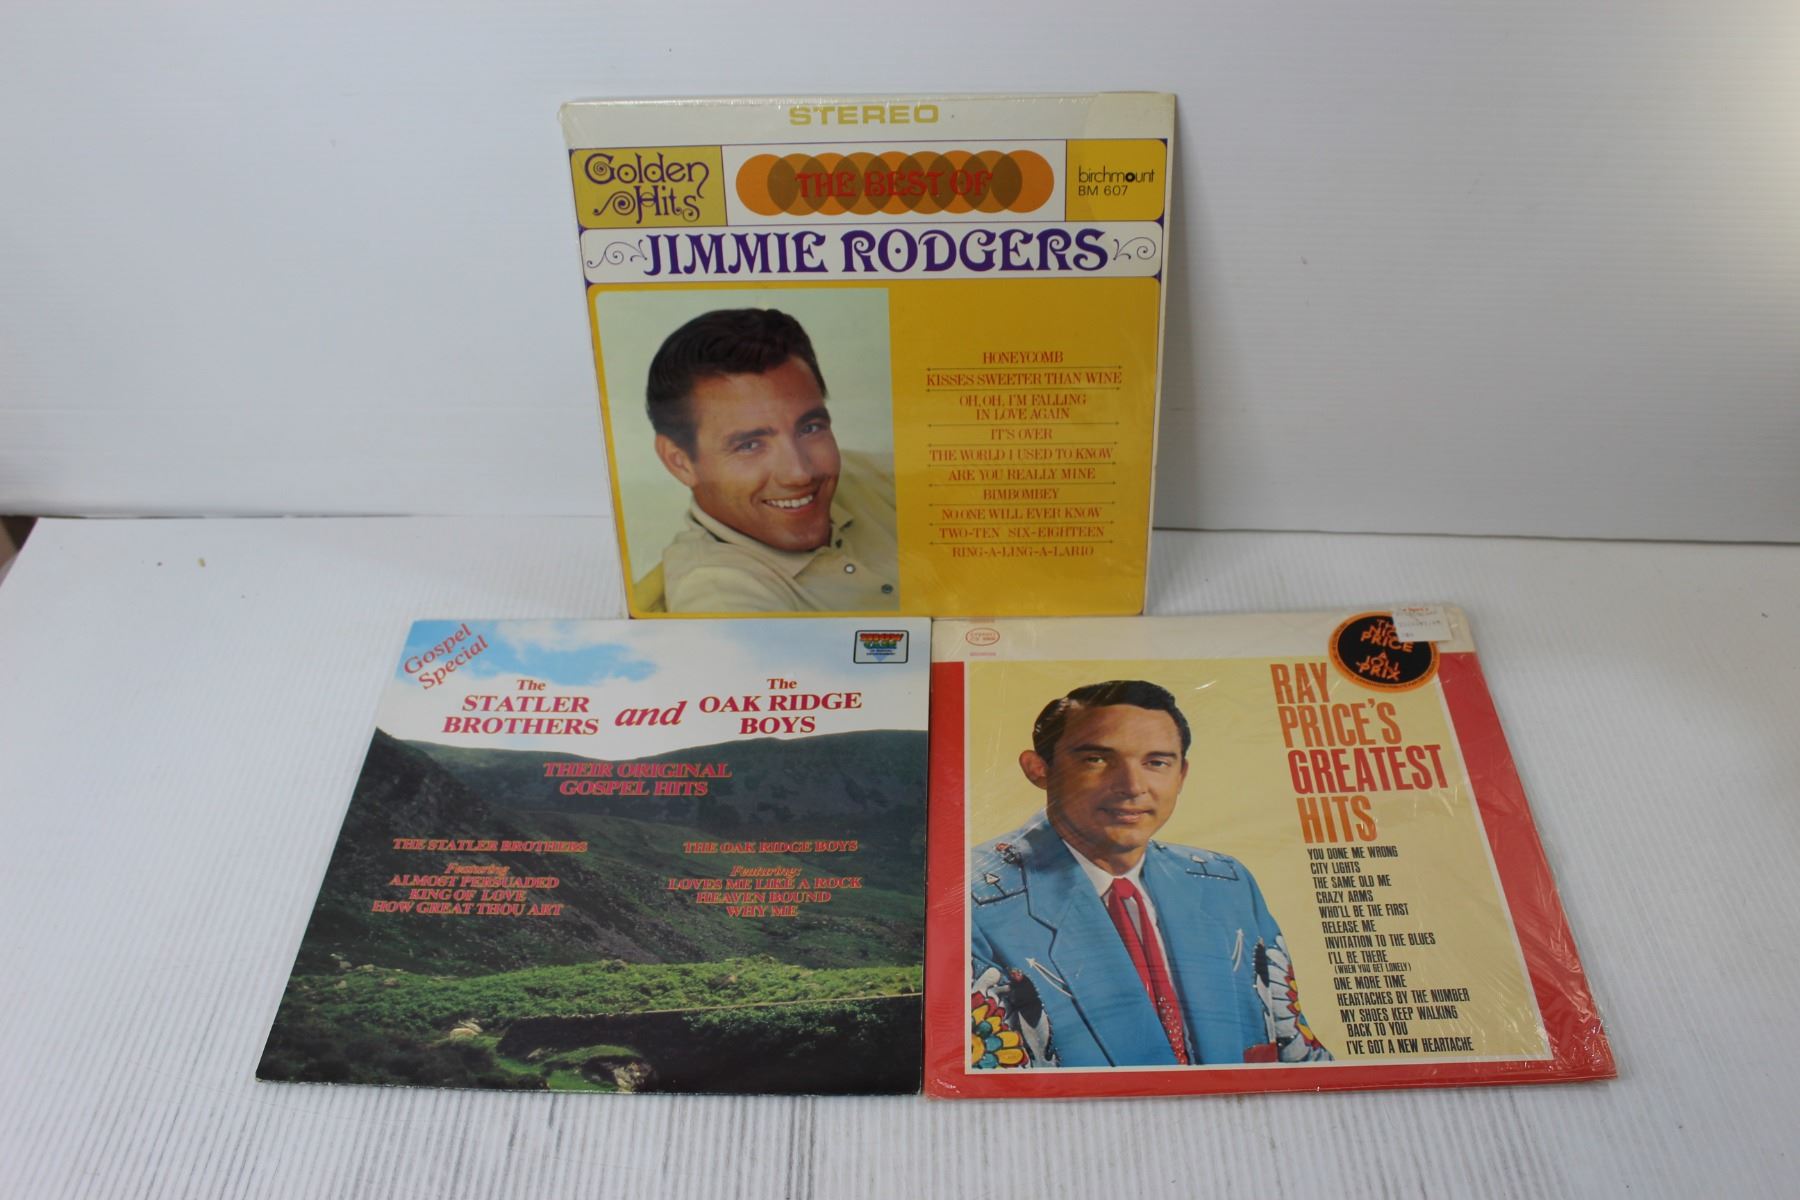 STEREO
Golden
Hits
THE BEST OF
birchmount
BM 607
JIMMIE RODGERS
HONEYCOMB
KISSES SWEETER THAN WINE
OH, OH, I'M FALLING
IN LOVE AGAIN
IT'S OVER
THE WORLD I USED TO KNOW
ARE YOU REALLY MINE
BIMBOMBEY
NO ONE WILL EVER KNOW
TWO-TEN SIX-EIGHTEEN
RING-A-LING-A-LARIO
Gospel
Special
The
STATLER
BROTHERS
and
The
OAK RIDGE
BOYS
THEIR ORIGINAL
GOSPEL HITS
THE STATLER BROTHERS
Featuring
ALMOST PERSUADED
KING OF LOVE
HOW GREAT THOU ART
THE OAK RIDGE BOYS
Featuring:
LOVES ME LIKE A ROCK
HEAVEN BOUND
WHY ME
THE
NICE
PRICE
A
JOLI
PRIX
RAY
PRICE'S
GREATEST
HITS
YOU DONE ME WRONG
CITY LIGHTS
THE SAME OLD ME
CRAZY ARMS
WHO'LL BE THE FIRST
RELEASE ME
INVITATION TO THE BLUES
I'LL BE THERE
(WHEN YOU GET LONELY)
ONE MORE TIME
HEARTACHES BY THE NUMBER
MY SHOES KEEP WALKING
BACK TO YOU
I'VE GOT A NEW HEARTACHE